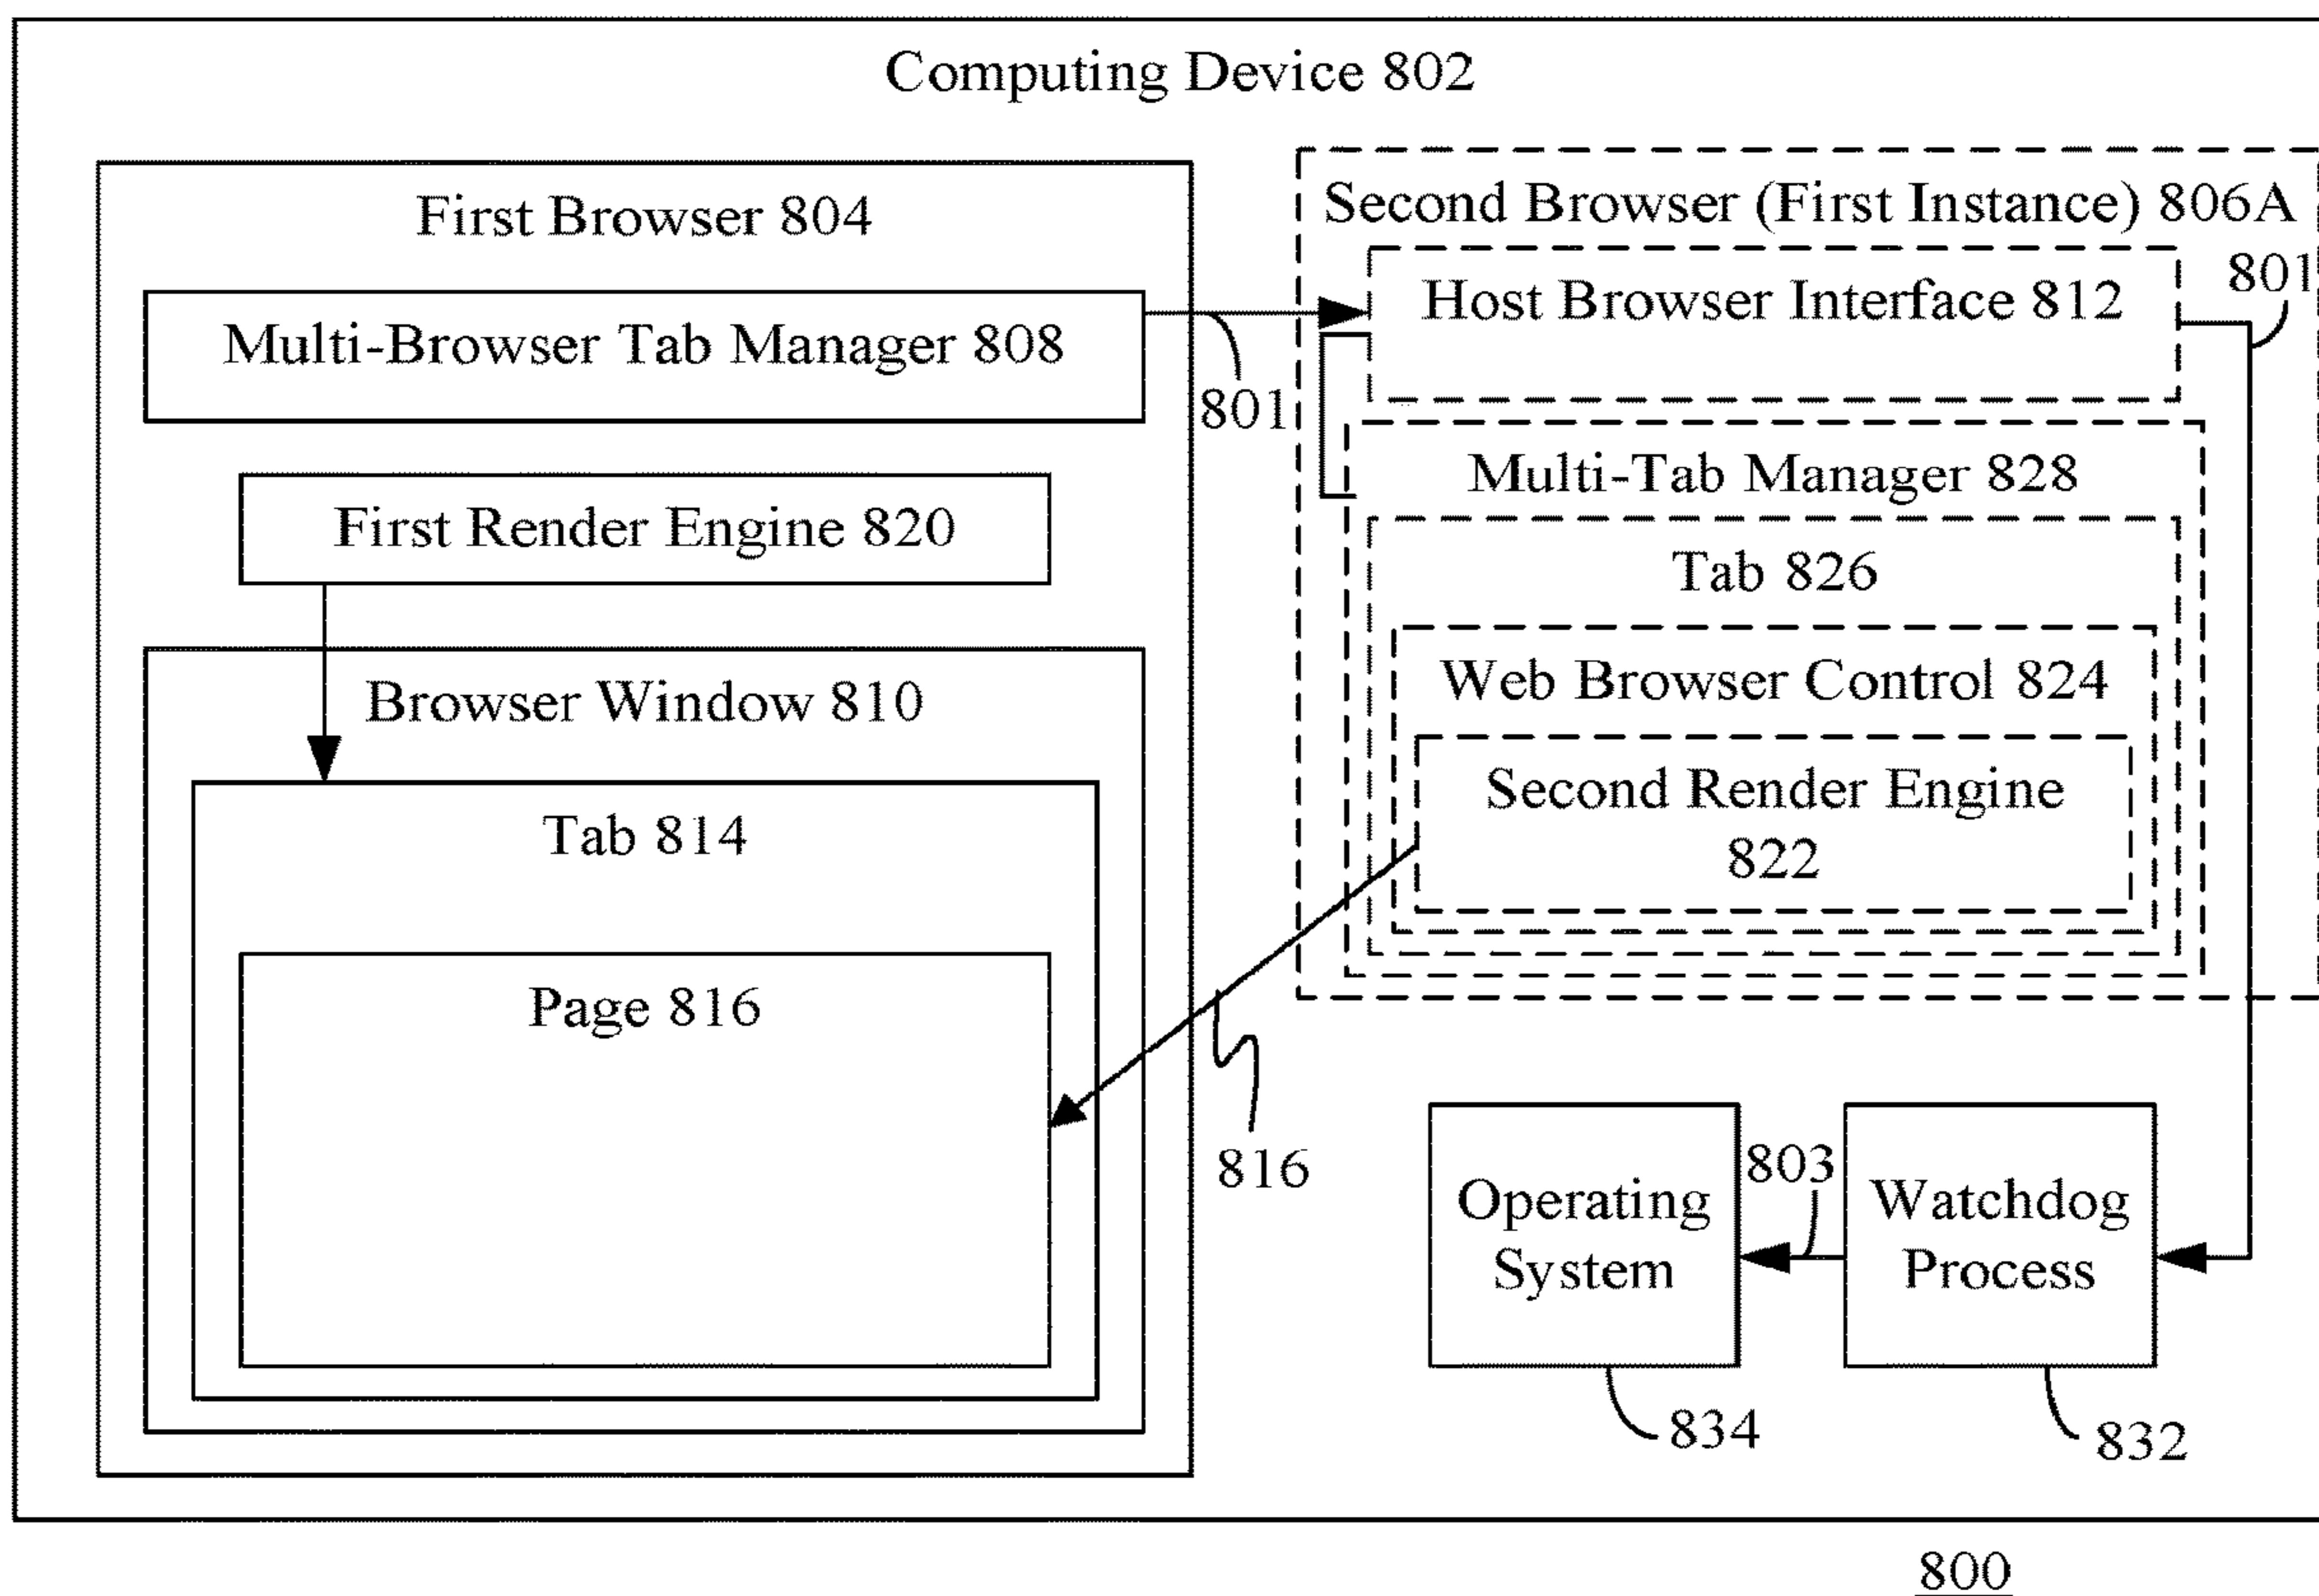 Computing Device 802
First Browser 804
Multi-Browser Tab Manager 808
801
First Render Engine 820
Browser Window 810
Tab 814
Page 816
816
Second Browser (First Instance) 806A
Host Browser Interface 812
801
Multi-Tab Manager 828
Tab 826
Web Browser Control 824
Second Render Engine
822
Operating
System
834
803
Watchdog
Process
832
800